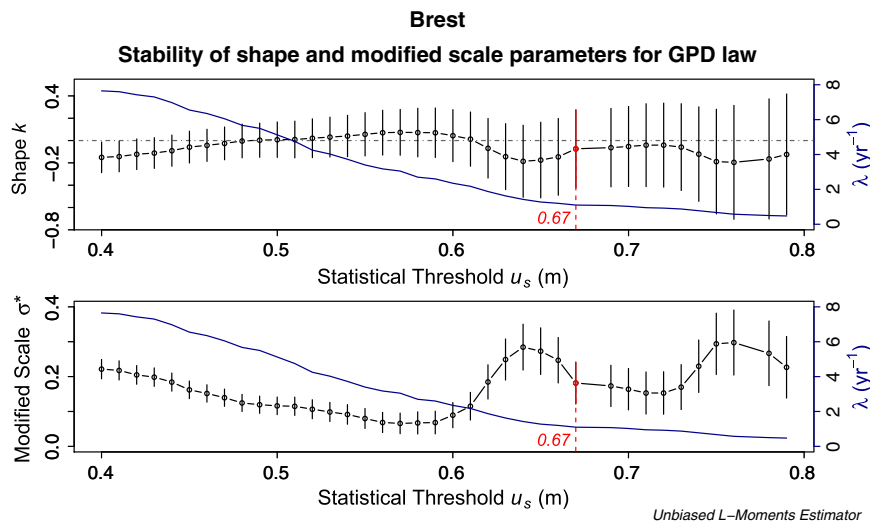 Brest
Stability of shape and modified scale parameters for GPD law
Shape k
0.4
-0.2
-0.8
8
6
4
2
0
λ (yr⁻¹)
0.67
0.4 0.5 0.6 0.7 0.8
Statistical Threshold uₛ (m)
Modified Scale σ*
0.4
0.2
0.0
8
6
4
2
0
λ (yr⁻¹)
0.67
0.4 0.5 0.6 0.7 0.8
Statistical Threshold uₛ (m)
Unbiased L−Moments Estimator